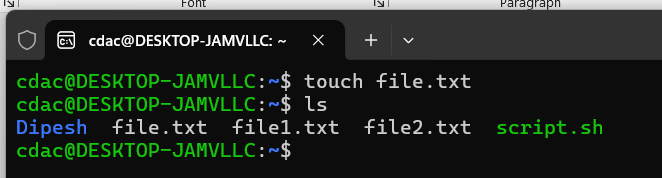 Font
Paragraph
cdac@DESKTOP-JAMVLLC: ~
cdac@DESKTOP-JAMVLLC:~$ touch file.txt
cdac@DESKTOP-JAMVLLC:~$ ls
Dipesh  file.txt  file1.txt  file2.txt  script.sh
cdac@DESKTOP-JAMVLLC:~$